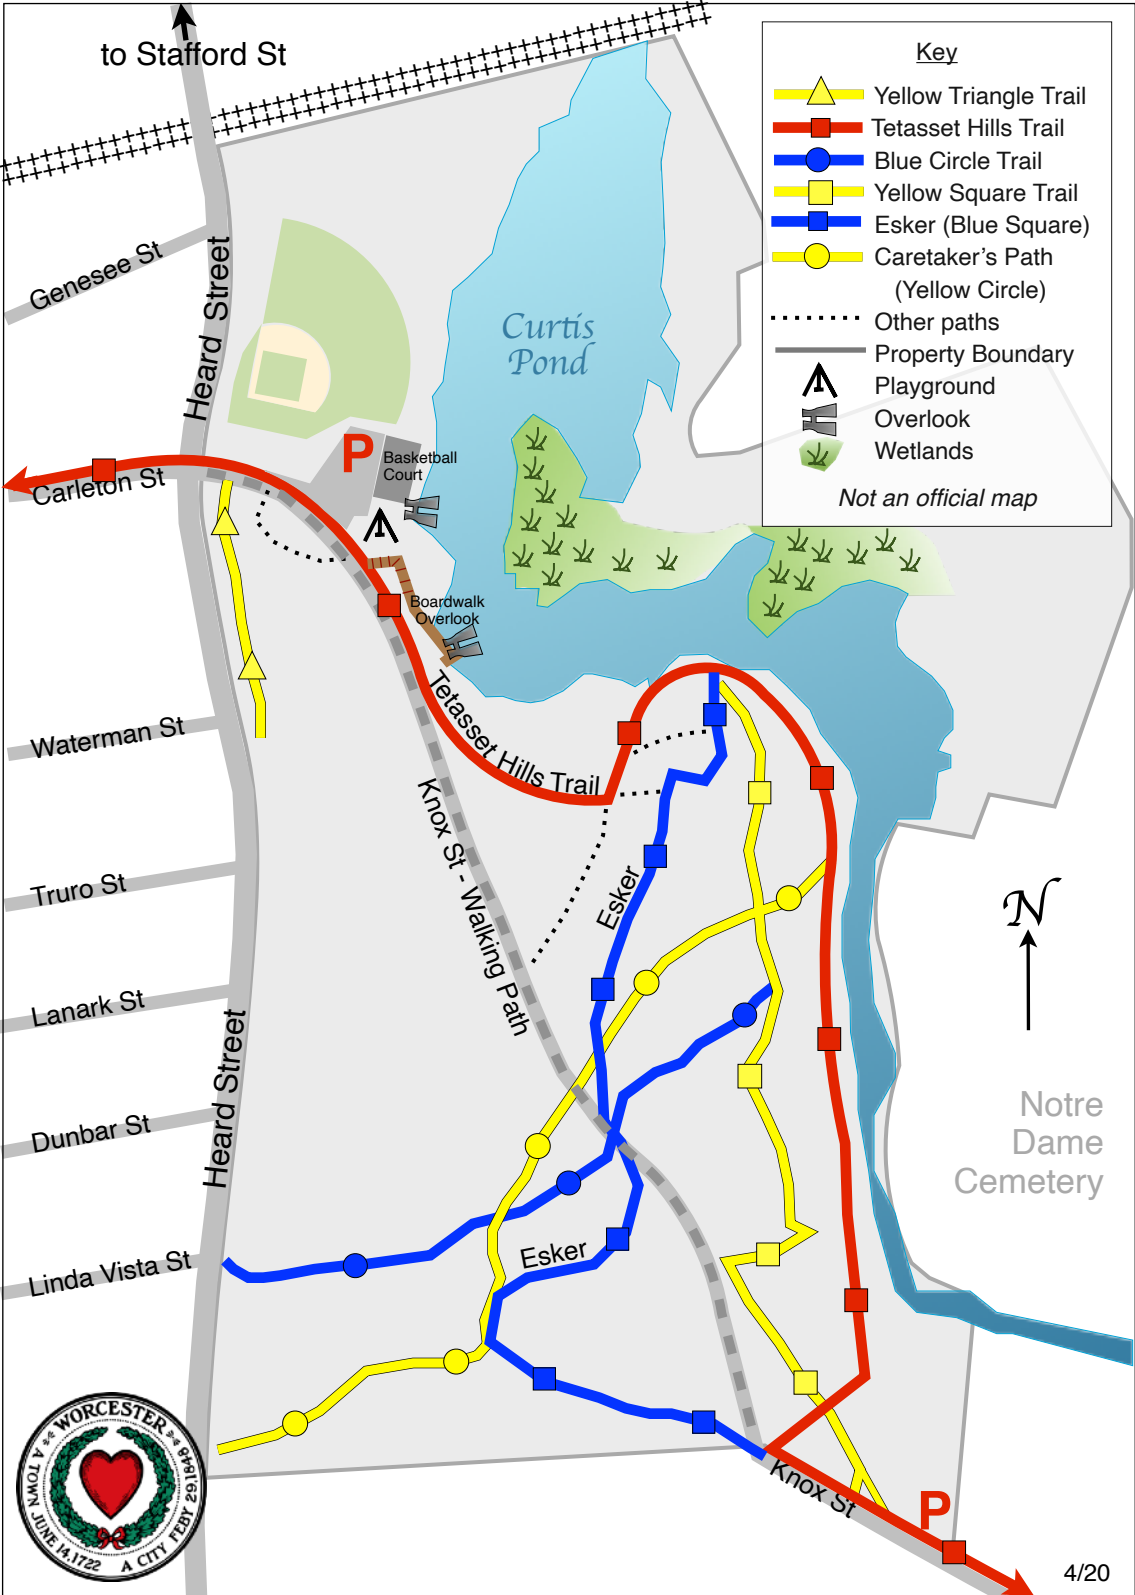 to Stafford St
Key
Yellow Triangle Trail
Tetasset Hills Trail
Blue Circle Trail
Yellow Square Trail
Esker (Blue Square)
Caretaker's Path
(Yellow Circle)
Other paths
Property Boundary
Playground
Overlook
Wetlands
Not an official map
Genesee St
Heard Street
Curtis
Pond
P
Basketball
Court
Carleton St
Boardwalk
Overlook
Tetasset Hills Trail
Waterman St
Knox St - Walking Path
Truro St
Esker
N
Lanark St
Heard Street
Dunbar St
Notre
Dame
Cemetery
Esker
Linda Vista St
WORCESTER
A TOWN JUNE 14, 1722
A CITY FEBY 29, 1848
Knox St
P
4/20